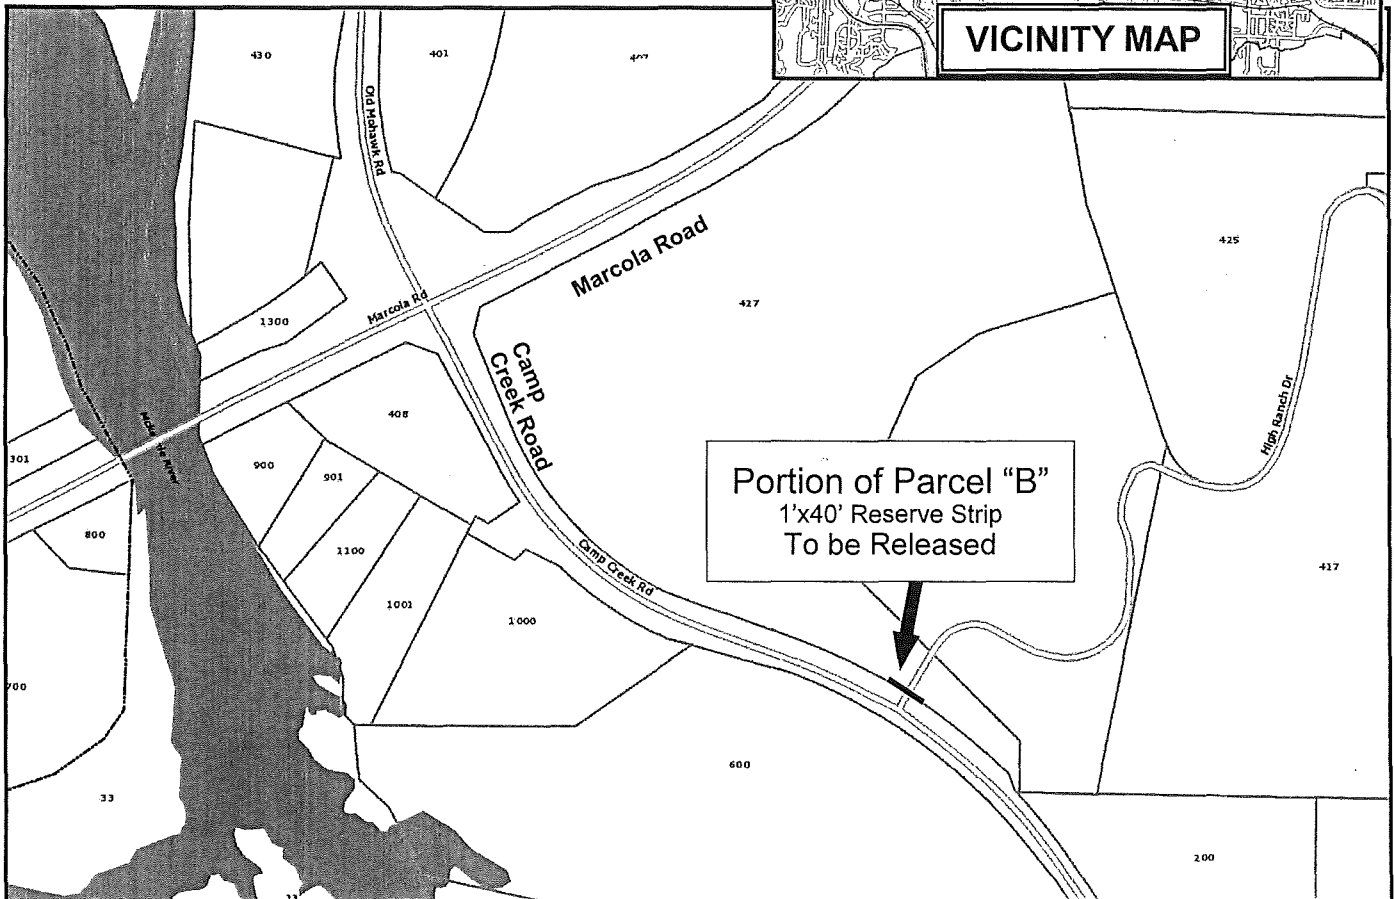 VICINITY MAP
430
401
Old Mohawk Rd
425
Marcola Road
427
Marcola Rd
1300
Camp
Creek Road
High Ranch Dr
408
301
900
901
Portion of Parcel “B”
1’x40’ Reserve Strip
To be Released
800
1100
Camp Creek Rd
417
1001
1000
700
600
33
200